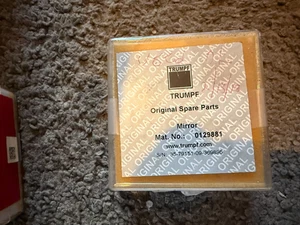 TRUMPF
TRUMPF
Original Spare Parts
Mirror
Mat. No.: 0129881
www.trumpf.com